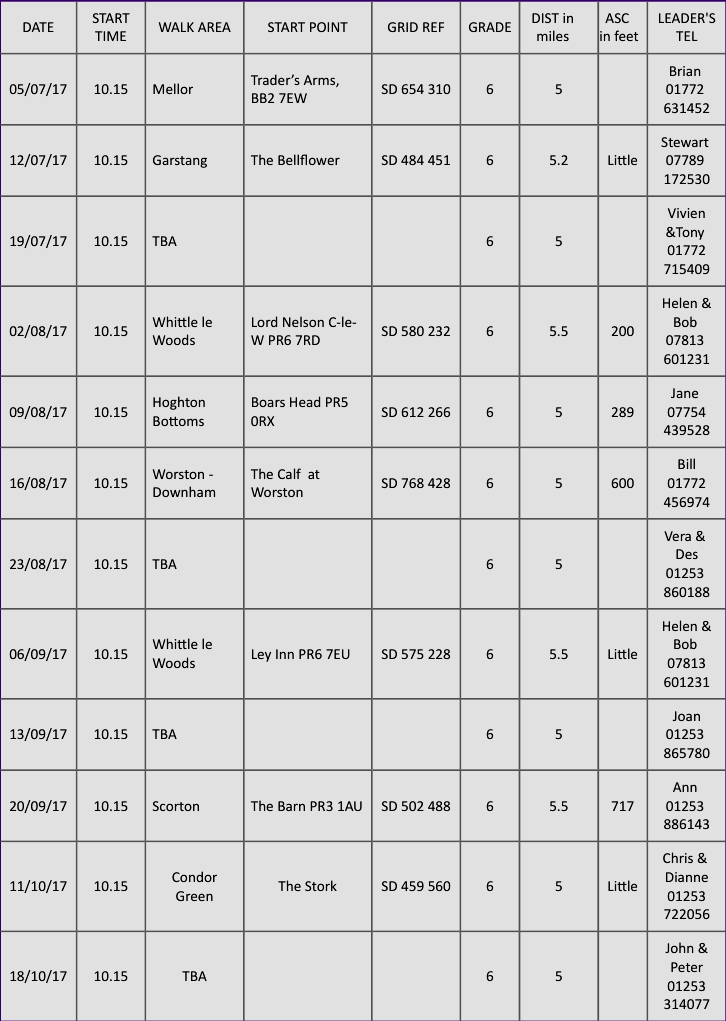 DATE START TIME WALK AREA START POINT GRID REF GRADE DIST in miles ASC in feet LEADER'S TEL
05/07/17 10.15 Mellor Trader’s Arms, BB2 7EW SD 654 310 6 5 Brian 01772 631452
12/07/17 10.15 Garstang The Bellflower SD 484 451 6 5.2 Little Stewart 07789 172530
19/07/17 10.15 TBA 6 5 Vivien &Tony 01772 715409
02/08/17 10.15 Whittle le Woods Lord Nelson C-le-W PR6 7RD SD 580 232 6 5.5 200 Helen & Bob 07813 601231
09/08/17 10.15 Hoghton Bottoms Boars Head PR5 0RX SD 612 266 6 5 289 Jane 07754 439528
16/08/17 10.15 Worston - Downham The Calf at Worston SD 768 428 6 5 600 Bill 01772 456974
23/08/17 10.15 TBA 6 5 Vera & Des 01253 860188
06/09/17 10.15 Whittle le Woods Ley Inn PR6 7EU SD 575 228 6 5.5 Little Helen & Bob 07813 601231
13/09/17 10.15 TBA 6 5 Joan 01253 865780
20/09/17 10.15 Scorton The Barn PR3 1AU SD 502 488 6 5.5 717 Ann 01253 886143
11/10/17 10.15 Condor Green The Stork SD 459 560 6 5 Little Chris & Dianne 01253 722056
18/10/17 10.15 TBA 6 5 John & Peter 01253 314077